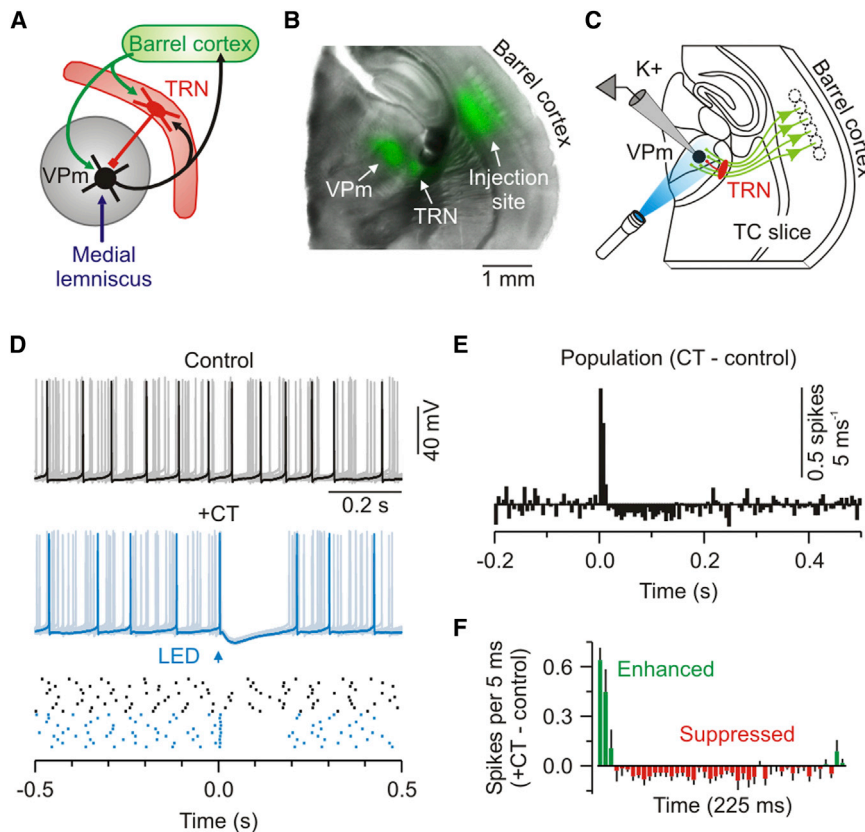 A
Barrel cortex
TRN
VPm
Medial
lemniscus
B
Barrel cortex
VPm
TRN
Injection
site
1 mm
C
K+
VPm
TRN
TC slice
Barrel cortex
D
Control
40 mV
0.2 s
+CT
LED
-0.5
0.0
0.5
Time (s)
E
Population (CT - control)
0.5 spikes
5 ms⁻¹
-0.2
0.0
0.2
0.4
Time (s)
F
Spikes per 5 ms
(+CT - control)
0.6
0.3
0.0
Enhanced
Suppressed
Time (225 ms)